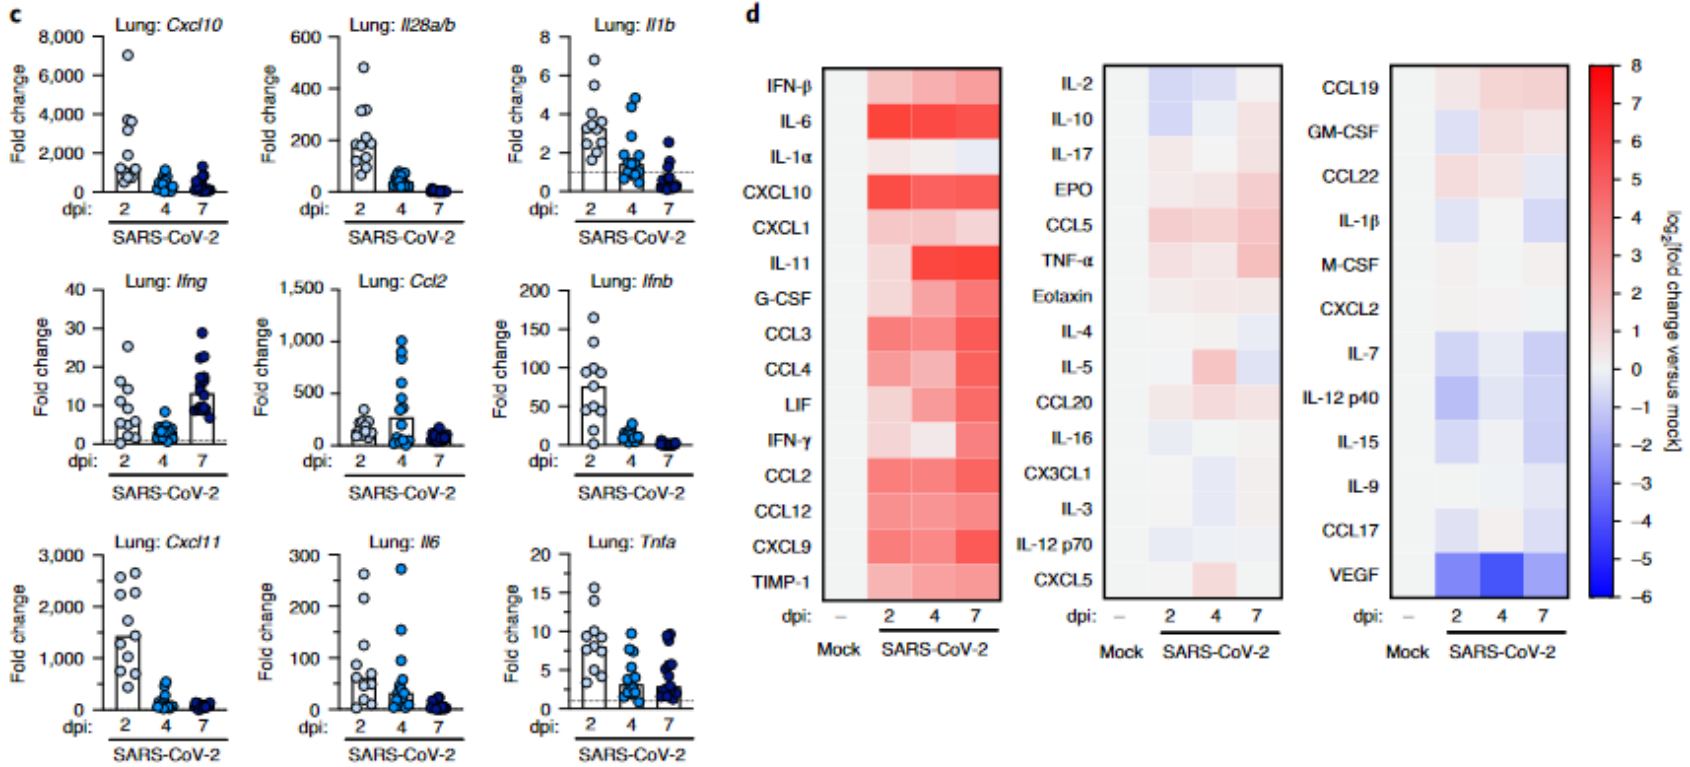 c
Lung: Cxcl10
Fold change
8,000
6,000
4,000
2,000
0
dpi: 2 4 7
SARS-CoV-2
Lung: Il28a/b
Fold change
600
400
200
0
2 4 7
SARS-CoV-2
Lung: Il1b
Fold change
8
6
4
2
0
2 4 7
SARS-CoV-2
Lung: Ifng
Fold change
40
30
20
10
0
dpi: 2 4 7
SARS-CoV-2
Lung: Ccl2
Fold change
1,500
1,000
500
0
2 4 7
SARS-CoV-2
Lung: Ifnb
Fold change
200
150
100
50
0
2 4 7
SARS-CoV-2
Lung: Cxcl11
Fold change
3,000
2,000
1,000
0
dpi: 2 4 7
SARS-CoV-2
Lung: Il6
Fold change
300
200
100
0
2 4 7
SARS-CoV-2
Lung: Tnfa
Fold change
20
15
10
5
0
2 4 7
SARS-CoV-2
d
IFN-β
IL-6
IL-1α
CXCL10
CXCL1
IL-11
G-CSF
CCL3
CCL4
LIF
IFN-γ
CCL2
CCL12
CXCL9
TIMP-1
dpi: – 2 4 7
Mock SARS-CoV-2
IL-2
IL-10
IL-17
EPO
CCL5
TNF-α
Eotaxin
IL-4
IL-5
CCL20
IL-16
CX3CL1
IL-3
IL-12 p70
CXCL5
dpi: – 2 4 7
Mock SARS-CoV-2
CCL19
GM-CSF
CCL22
IL-1β
M-CSF
CXCL2
IL-7
IL-12 p40
IL-15
IL-9
CCL17
VEGF
dpi: – 2 4 7
Mock SARS-CoV-2
8
7
6
5
4
3
2
1
0
−1
−2
−3
−4
−5
−6
log2[fold change versus mock]